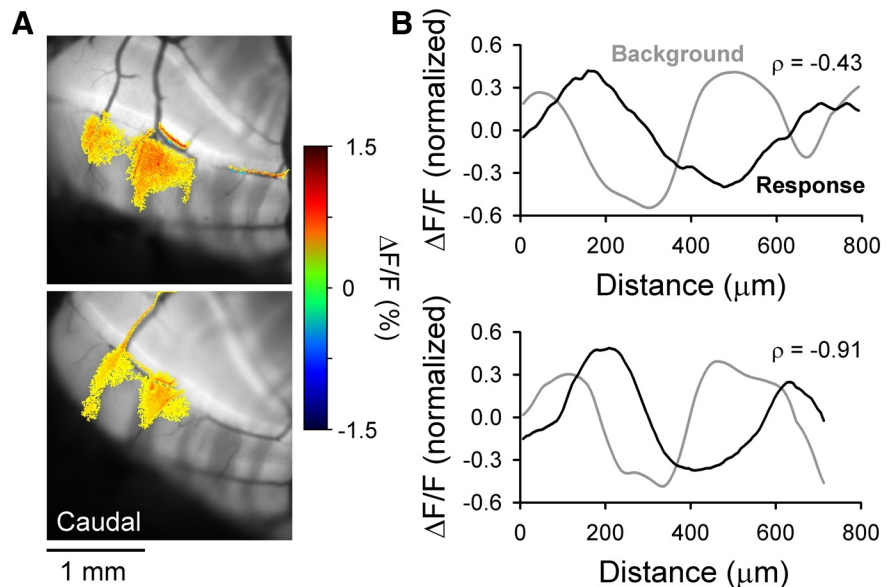 A
Caudal
1 mm
1.5
0
-1.5
ΔF/F (%)
B
ΔF/F (normalized)
0.6
0.3
0.0
-0.3
-0.6
Background
ρ = -0.43
Response
0 200 400 600 800
Distance (μm)
ΔF/F (normalized)
0.6
0.3
0.0
-0.3
-0.6
ρ = -0.91
0 200 400 600 800
Distance (μm)